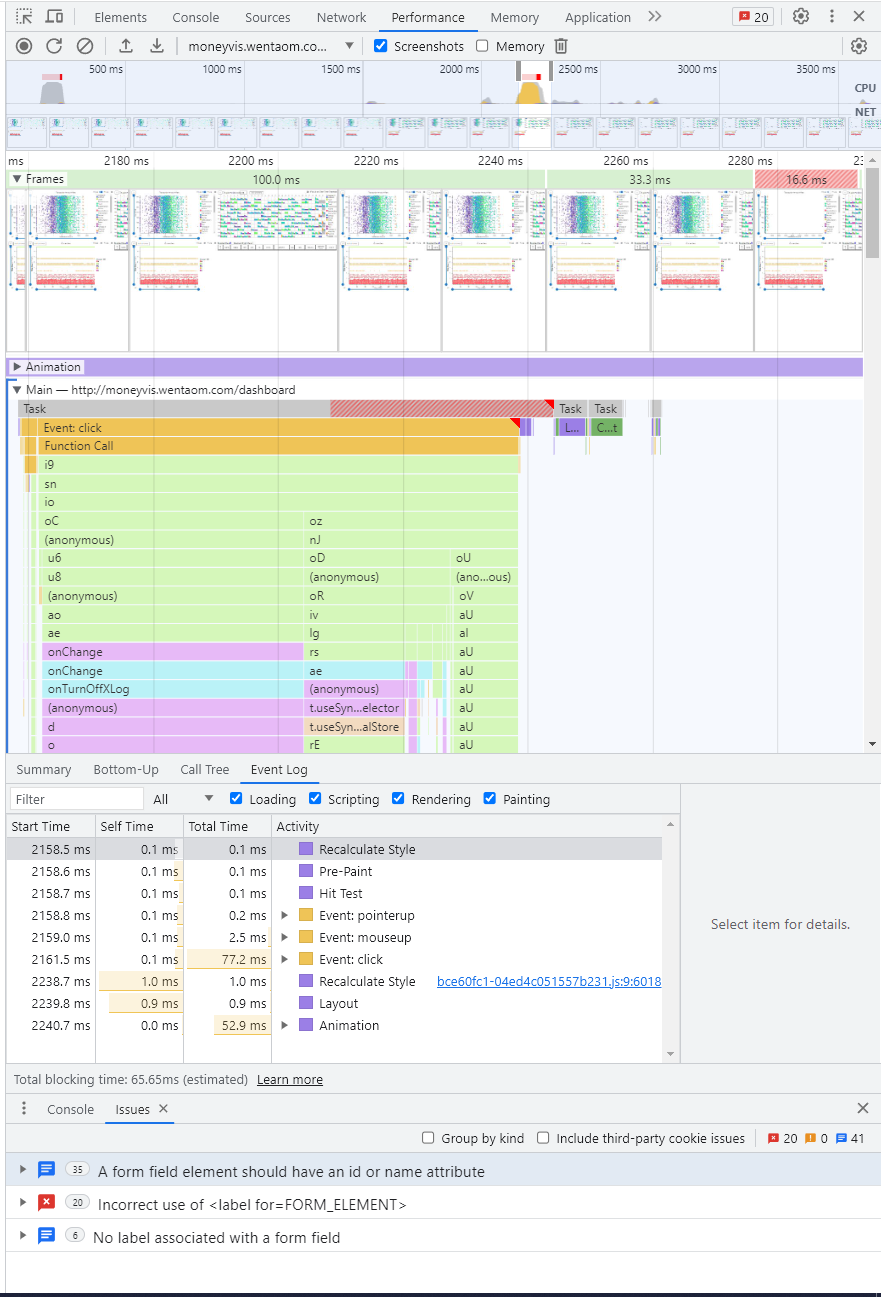 Elements Console Sources Network Performance Memory Application 20
moneyvis.wentaom.co... Screenshots Memory
500 ms 1000 ms 1500 ms 2000 ms 2500 ms 3000 ms 3500 ms
CPU
NET
ms 2180 ms 2200 ms 2220 ms 2240 ms 2260 ms 2280 ms
Frames 100.0 ms 33.3 ms 16.6 ms
Animation
Main — http://moneyvis.wentaom.com/dashboard
Task Task Task
Event: click L... C...t
Function Call
i9
sn
io
oC oz
(anonymous) nJ
u6 oD oU
u8 (anonymous) (ano...ous)
(anonymous) oR oV
ao iv aU
ae lg al
onChange rs aU
onChange ae aU
onTurnOffXLog (anonymous) aU
(anonymous) t.useSyn...elector aU
d t.useSyn...alStore aU
o rE aU
Summary Bottom-Up Call Tree Event Log
Filter All Loading Scripting Rendering Painting
Start Time Self Time Total Time Activity
2158.5 ms 0.1 ms 0.1 ms Recalculate Style
2158.6 ms 0.1 ms 0.1 ms Pre-Paint
2158.7 ms 0.1 ms 0.1 ms Hit Test
2158.8 ms 0.1 ms 0.2 ms Event: pointerup
2159.0 ms 0.1 ms 2.5 ms Event: mouseup
2161.5 ms 0.1 ms 77.2 ms Event: click
2238.7 ms 1.0 ms 1.0 ms Recalculate Style bce60fc1-04ed4c051557b231.js:9:6018
2239.8 ms 0.9 ms 0.9 ms Layout
2240.7 ms 0.0 ms 52.9 ms Animation
Select item for details.
Total blocking time: 65.65ms (estimated) Learn more
Console Issues
Group by kind Include third-party cookie issues 20 0 41
35 A form field element should have an id or name attribute
20 Incorrect use of <label for=FORM_ELEMENT>
6 No label associated with a form field